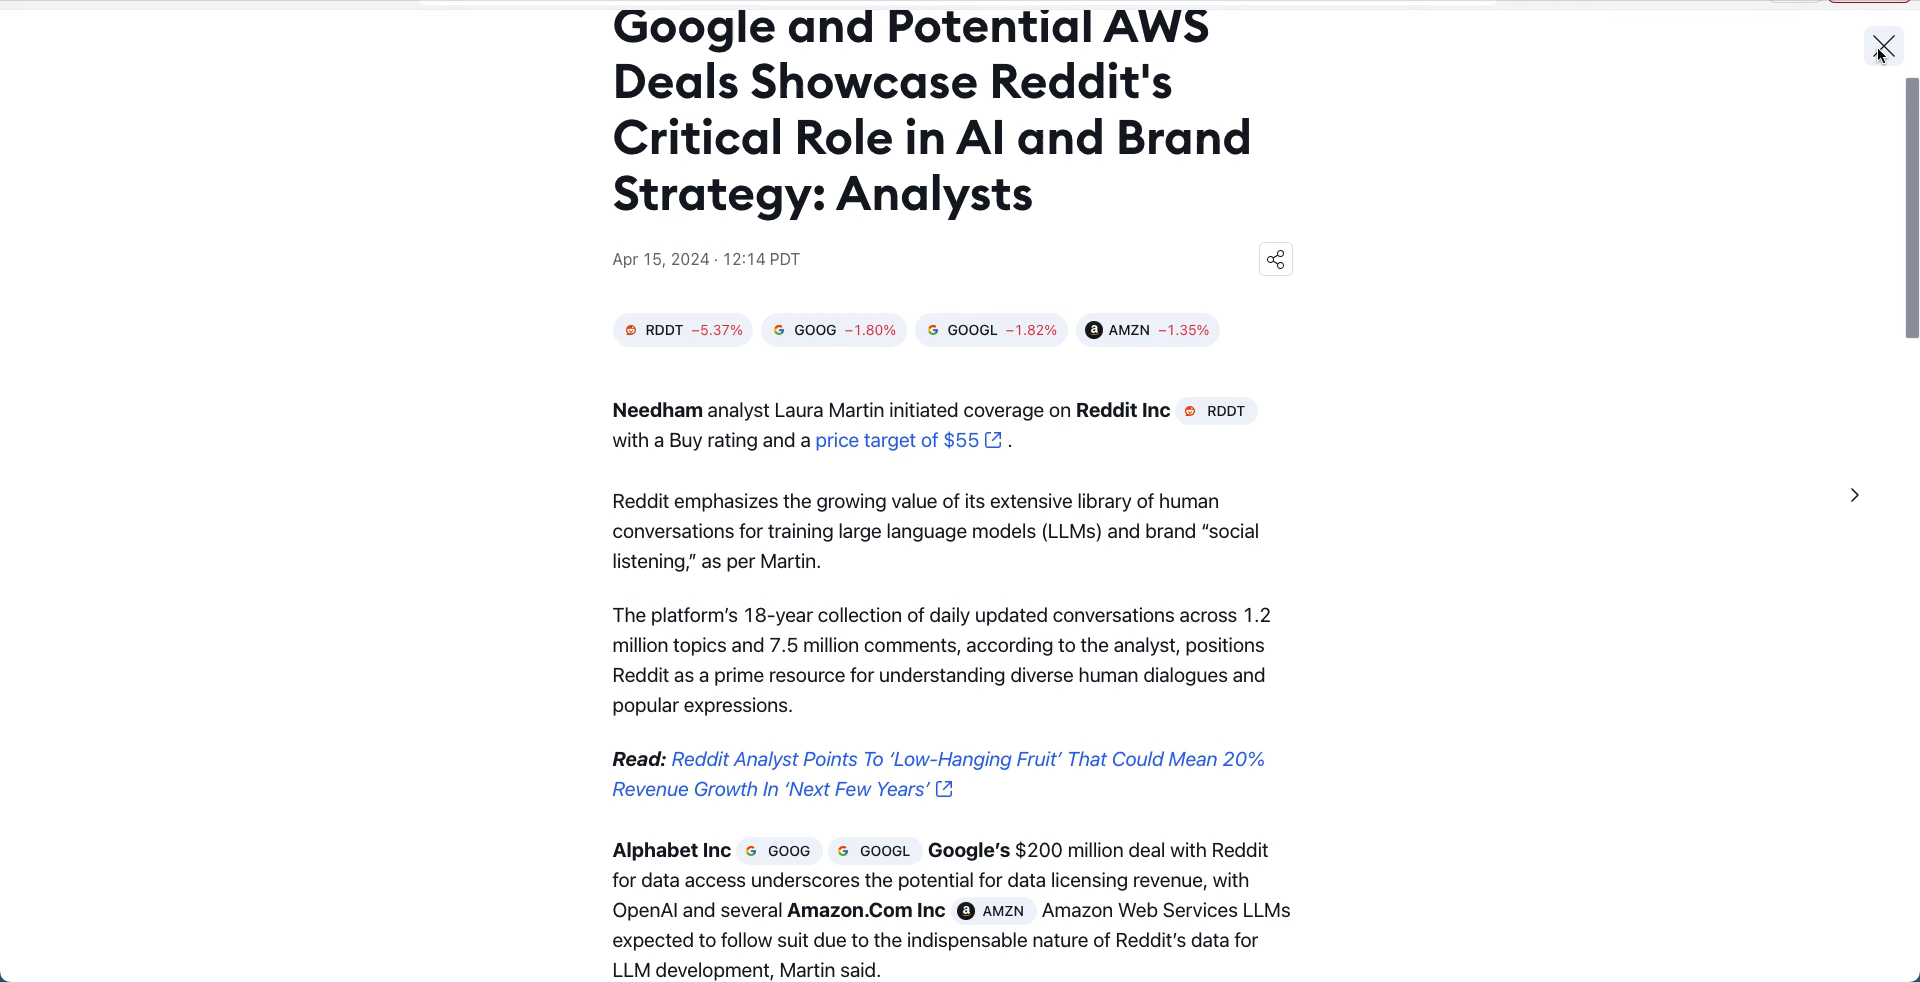 Google and Potential AWS
Deals Showcase Reddit's
Critical Role in AI and Brand
Strategy: Analysts
Apr 15, 2024 · 12:14 PDT
RDDT −5.37% GOOG −1.80% GOOGL −1.82% AMZN −1.35%
Needham analyst Laura Martin initiated coverage on Reddit Inc RDDT
with a Buy rating and a price target of $55 .
Reddit emphasizes the growing value of its extensive library of human
conversations for training large language models (LLMs) and brand “social
listening,” as per Martin.
The platform’s 18-year collection of daily updated conversations across 1.2
million topics and 7.5 million comments, according to the analyst, positions
Reddit as a prime resource for understanding diverse human dialogues and
popular expressions.
Read: Reddit Analyst Points To ‘Low-Hanging Fruit’ That Could Mean 20%
Revenue Growth In ‘Next Few Years’
Alphabet Inc GOOG GOOGL Google’s $200 million deal with Reddit
for data access underscores the potential for data licensing revenue, with
OpenAI and several Amazon.Com Inc AMZN Amazon Web Services LLMs
expected to follow suit due to the indispensable nature of Reddit’s data for
LLM development, Martin said.